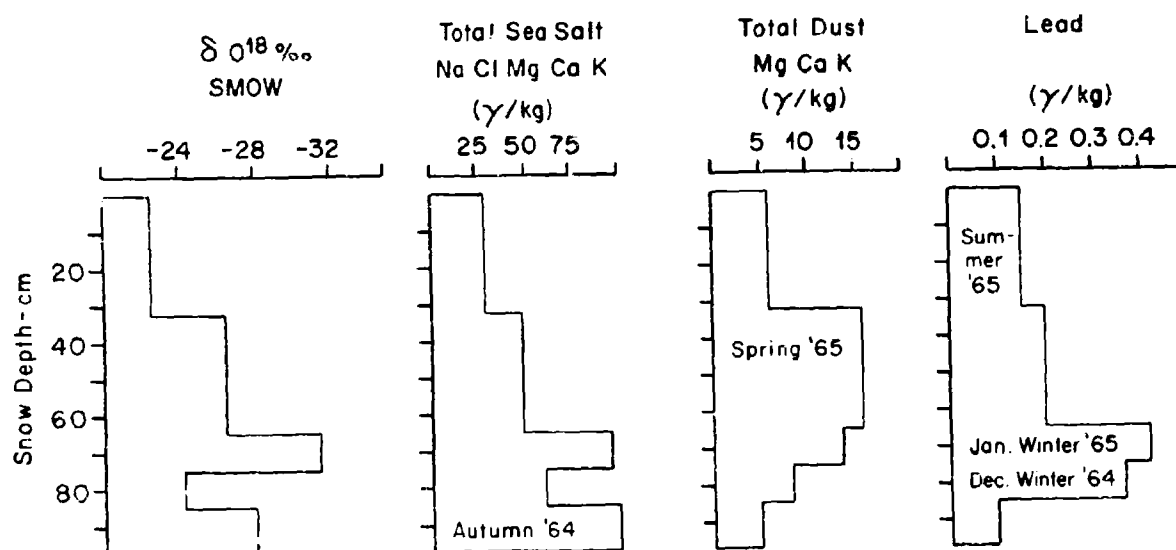 δ O18 ‰
SMOW
-24 -28 -32
Total Sea Salt
Na Cl Mg Ca K
(γ/kg)
25 50 75
Total Dust
Mg Ca K
(γ/kg)
5 10 15
Lead
(γ/kg)
0.1 0.2 0.3 0.4
Snow Depth-cm
20
40
60
80
Autumn '64
Spring '65
Sum-
mer
'65
Jan. Winter '65
Dec. Winter '64